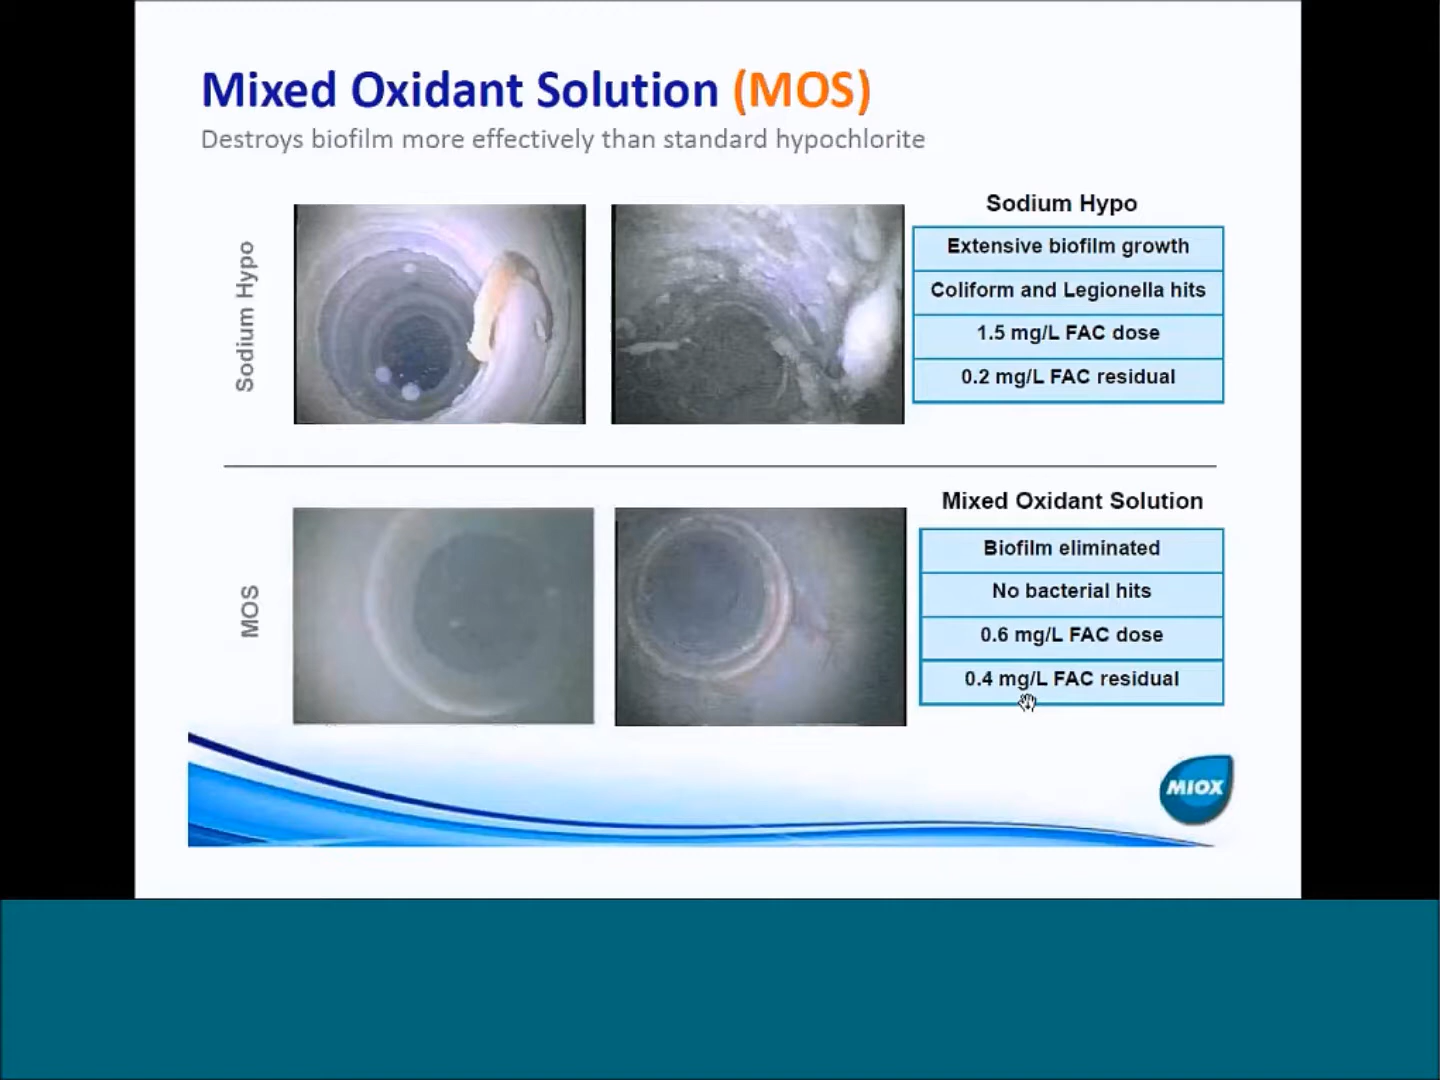 Mixed Oxidant Solution (MOS)
Destroys biofilm more effectively than standard hypochlorite
Sodium Hypo
Sodium Hypo
Extensive biofilm growth
Coliform and Legionella hits
1.5 mg/L FAC dose
0.2 mg/L FAC residual
MOS
Mixed Oxidant Solution
Biofilm eliminated
No bacterial hits
0.6 mg/L FAC dose
0.4 mg/L FAC residual
MIOX